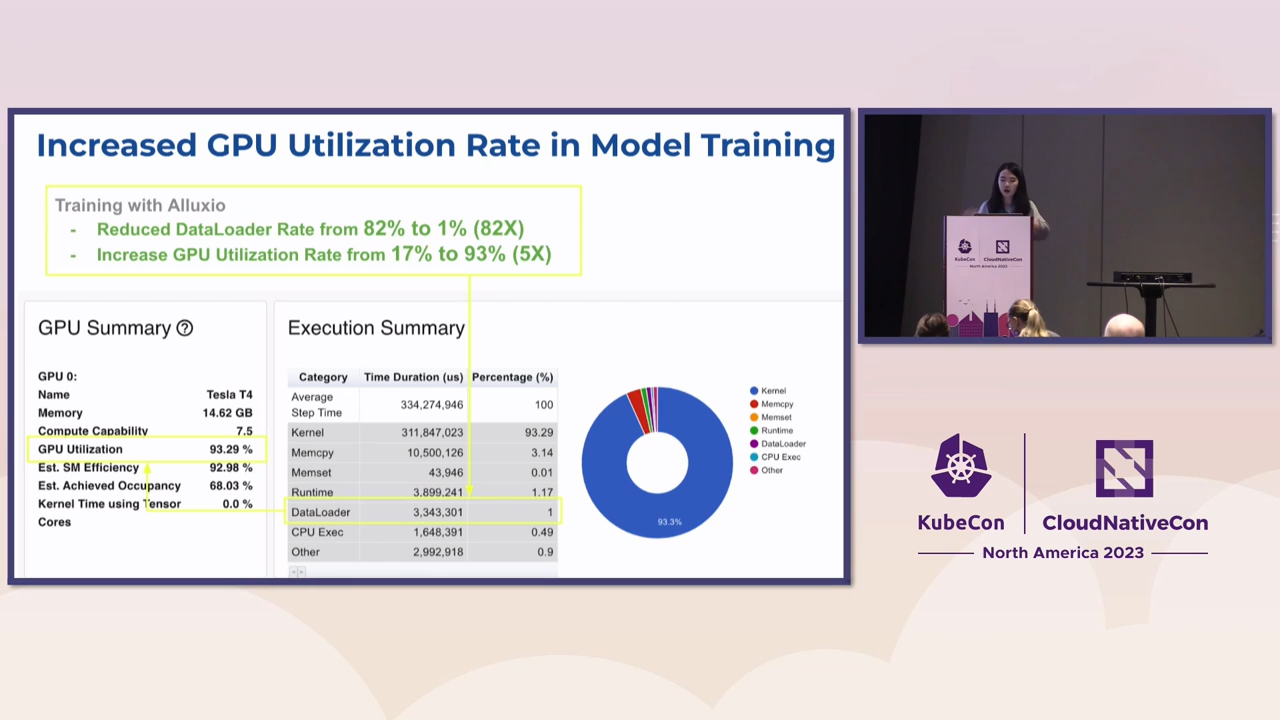 Increased GPU Utilization Rate in Model Training
Training with Alluxio
- Reduced DataLoader Rate from 82% to 1% (82X)
- Increase GPU Utilization Rate from 17% to 93% (5X)
GPU Summary ?
GPU 0:
Name Tesla T4
Memory 14.62 GB
Compute Capability 7.5
GPU Utilization 93.29 %
Est. SM Efficiency 92.98 %
Est. Achieved Occupancy 68.03 %
Kernel Time using Tensor 0.0 %
Cores
Execution Summary
Category Time Duration (us) Percentage (%)
Average
Step Time 334,274,946 100
Kernel 311,847,023 93.29
Memcpy 10,500,126 3.14
Memset 43,946 0.01
Runtime 3,899,241 1.17
DataLoader 3,343,301 1
CPU Exec 1,648,391 0.49
Other 2,992,918 0.9
93.3%
Kernel
Memcpy
Memset
Runtime
DataLoader
CPU Exec
Other
KubeCon CloudNativeCon
North America 2023
KubeCon CloudNativeCon
North America 2023